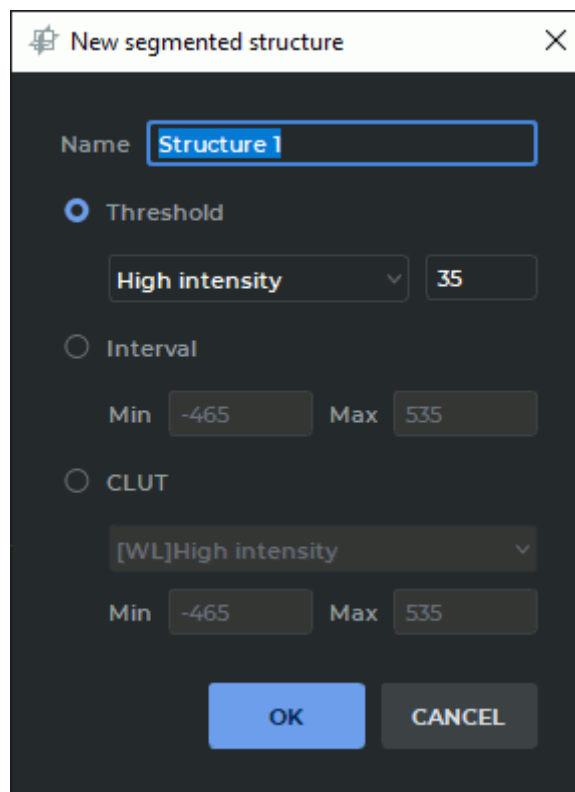 New segmented structure
Name Structure 1
Threshold
High intensity 35
Interval
Min -465 Max 535
CLUT
[WL]High intensity
Min -465 Max 535
OK CANCEL